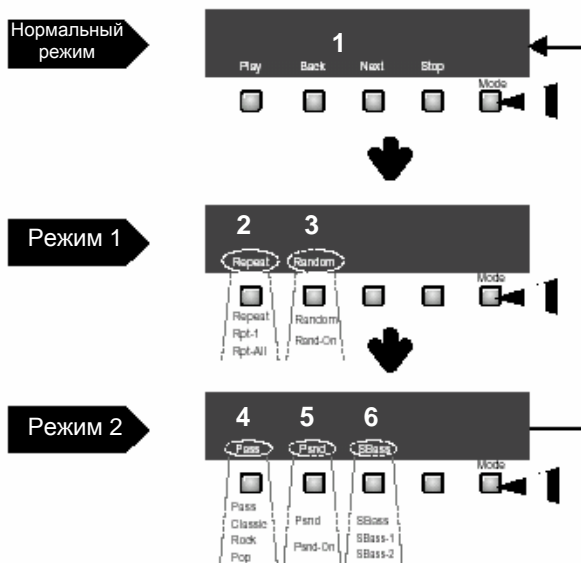 Нормальный
режим
1
Play Back Next Stop
Mode
Режим 1
2 3
Repeat Random
Mode
Repeat
Rpt-1
Rpt-All
Random
Rand-On
Режим 2
4 5 6
Pass Psnd SBass
Mode
Pass
Classic
Rock
Pop
Psnd
Psnd-On
SBass
SBass-1
SBass-2